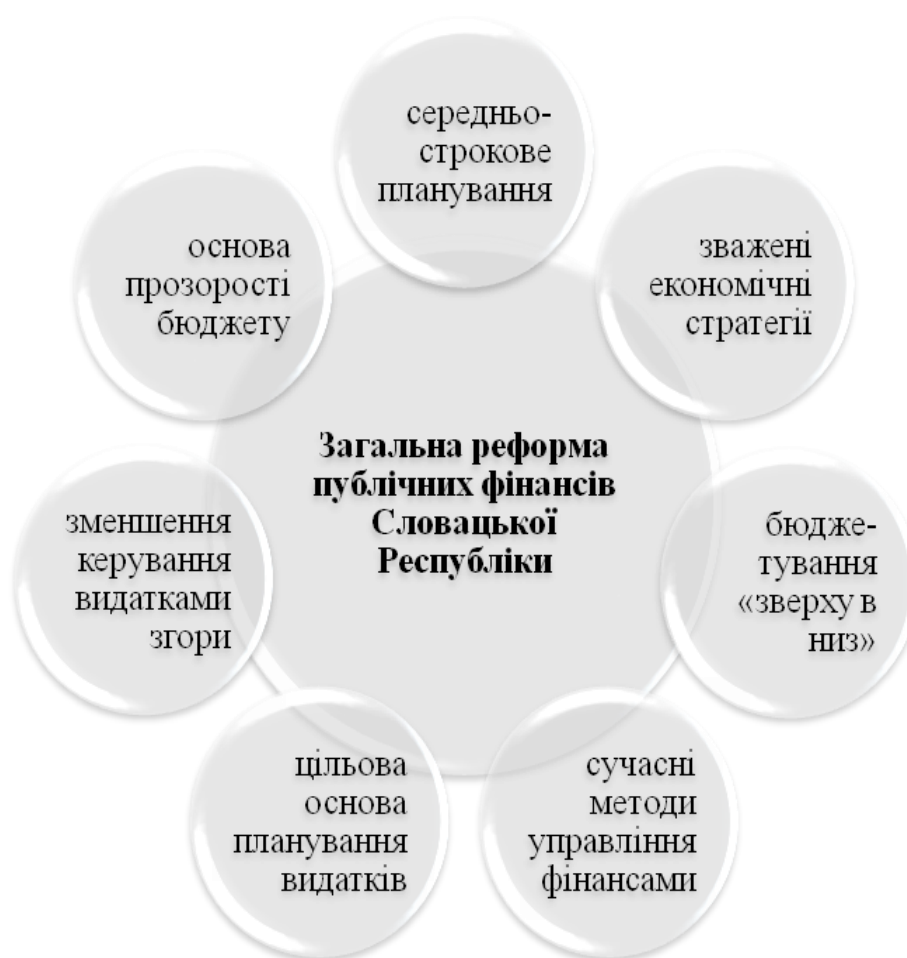 середньо-
строкове
планування
зважені
економічні
стратегії
бюдже-
тування
«зверху в
низ»
сучасні
методи
управління
фінансами
цільова
основа
планування
видатків
зменшення
керування
видатками
згори
основа
прозорості
бюджету
Загальна реформа
публічних фінансів
Словацької
Республіки